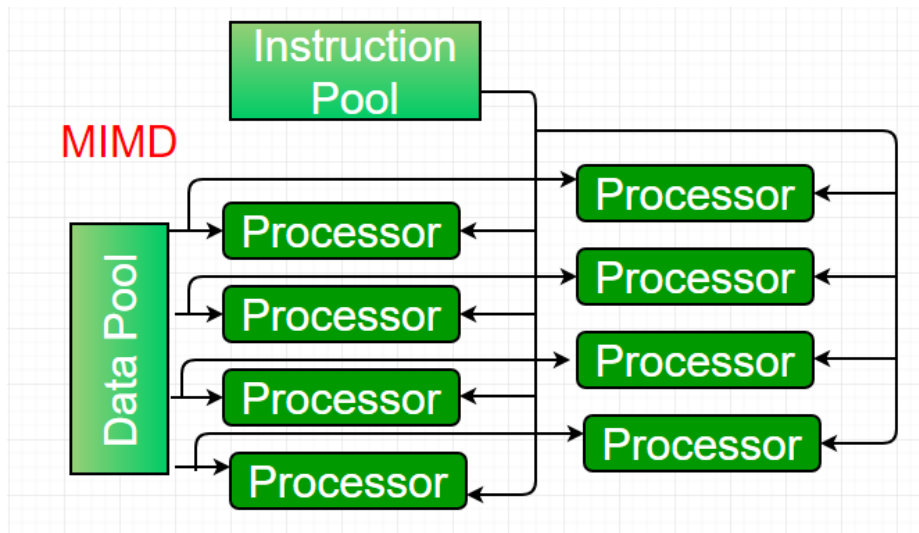 Instruction
Pool
MIMD
Processor
Processor
Processor
Processor
Data Pool
Processor
Processor
Processor
Processor